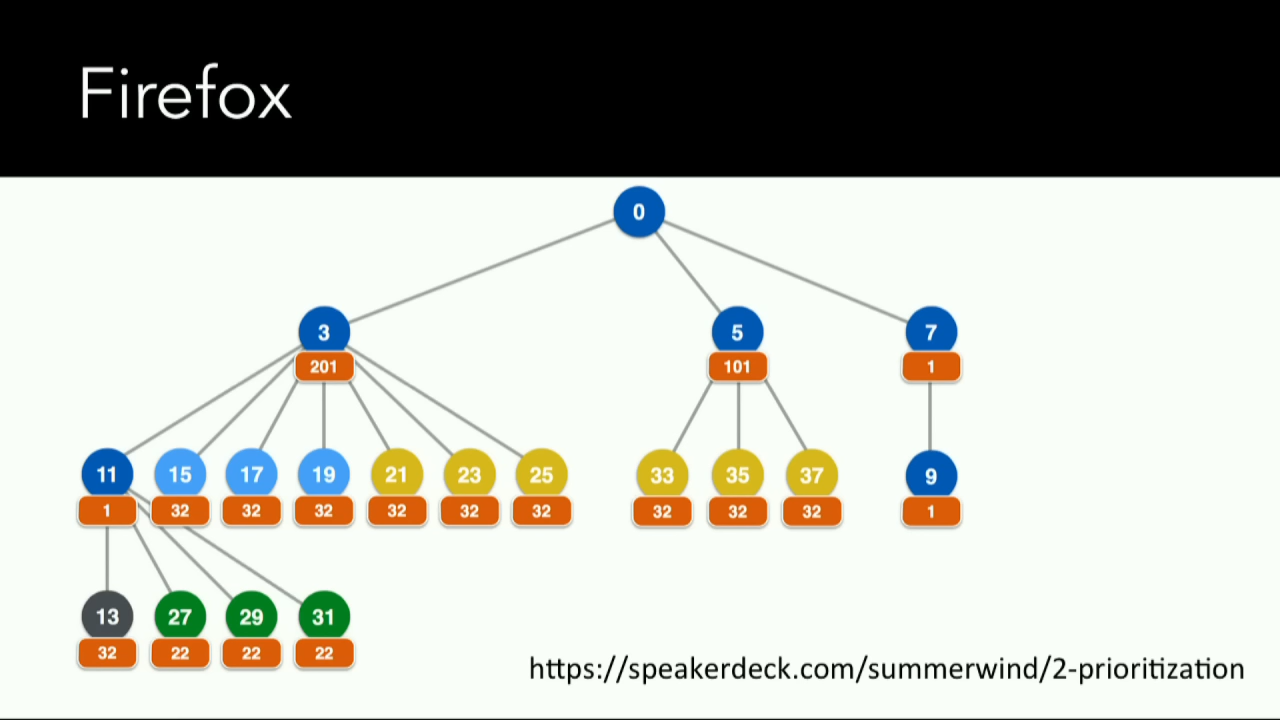 Firefox
0
3 5 7
201 101 1
11 15 17 19 21 23 25 33 35 37 9
1 32 32 32 32 32 32 32 32 32 1
13 27 29 31
32 22 22 22
https://speakerdeck.com/summerwind/2-prioritization